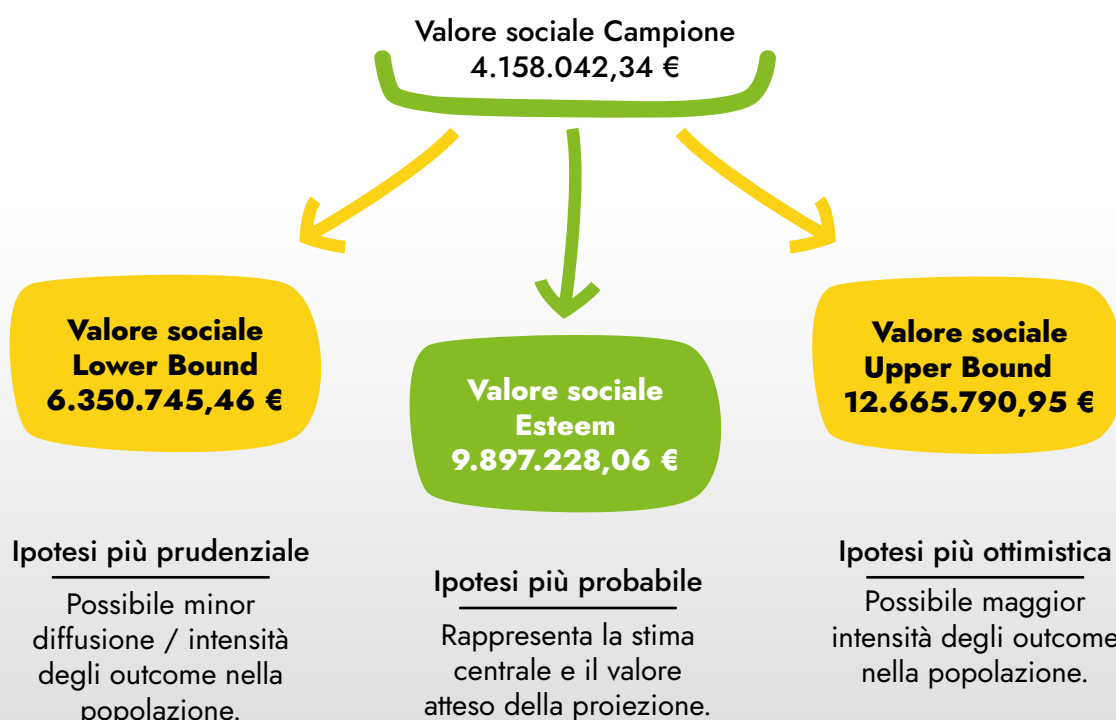 Valore sociale Campione
4.158.042,34 €
Valore sociale
Lower Bound
6.350.745,46 €
Ipotesi più prudenziale
Possibile minor
diffusione / intensità
degli outcome nella
popolazione.
Valore sociale
Esteem
9.897.228,06 €
Ipotesi più probabile
Rappresenta la stima
centrale e il valore
atteso della proiezione.
Valore sociale
Upper Bound
12.665.790,95 €
Ipotesi più ottimistica
Possibile maggior
intensità degli outcome
nella popolazione.